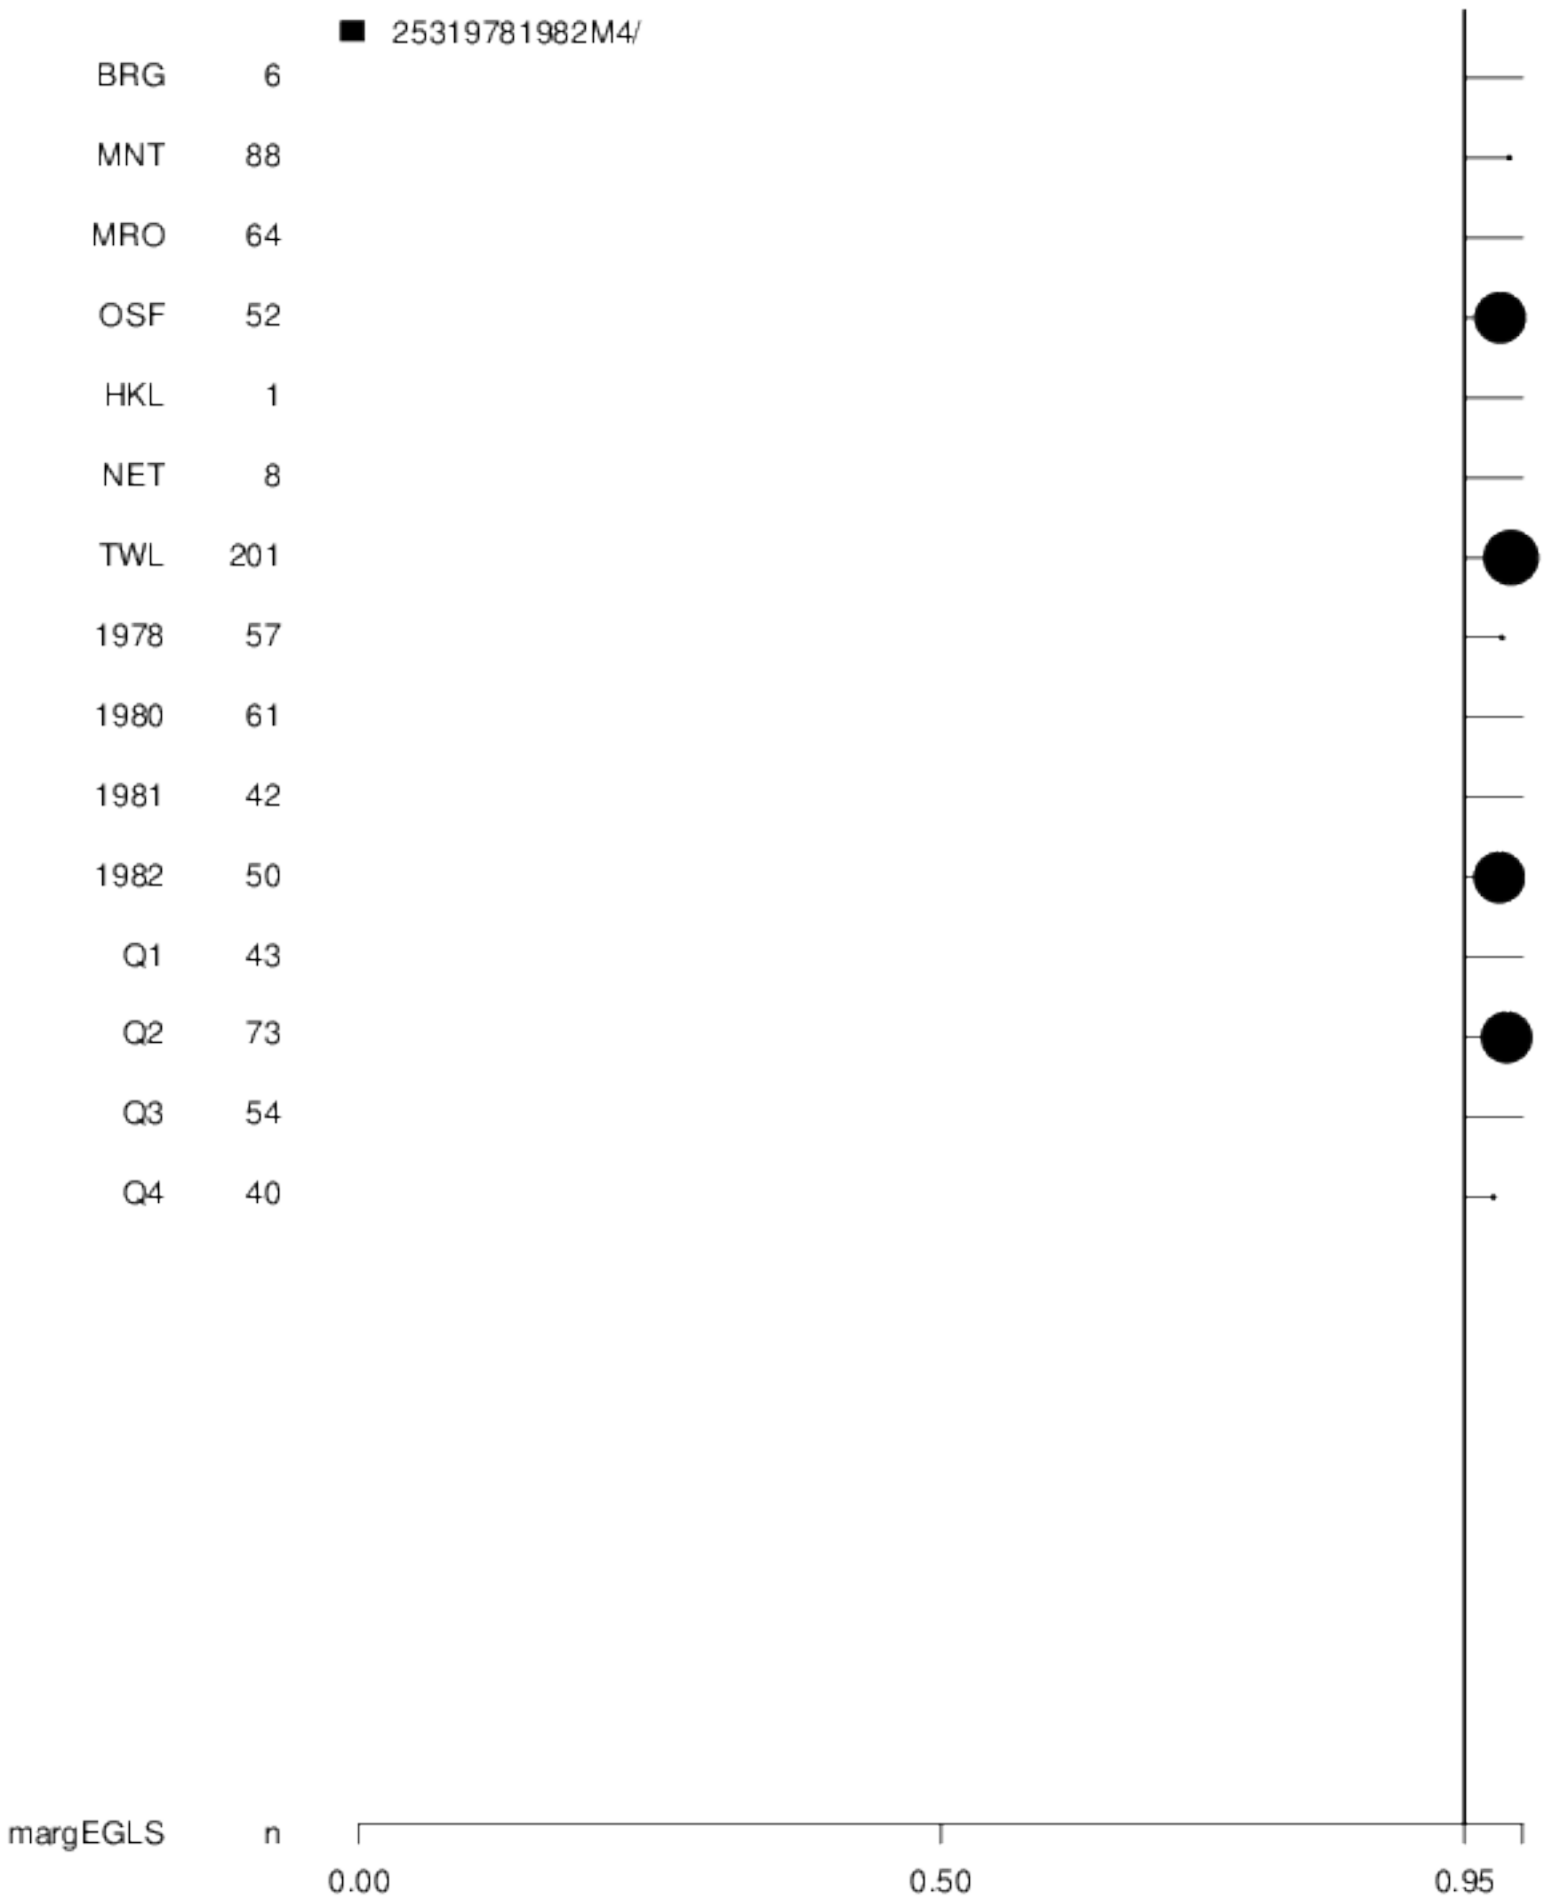 25319781982M4/
BRG 6
MNT 88
MRO 64
OSF 52
HKL 1
NET 8
TWL 201
1978 57
1980 61
1981 42
1982 50
Q1 43
Q2 73
Q3 54
Q4 40
margEGLS n
0.00 0.50 0.95